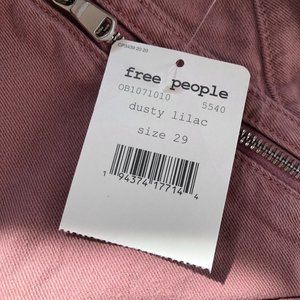 free people
OB1071010 5540
dusty lilac
size 29
1 94374 17714 4